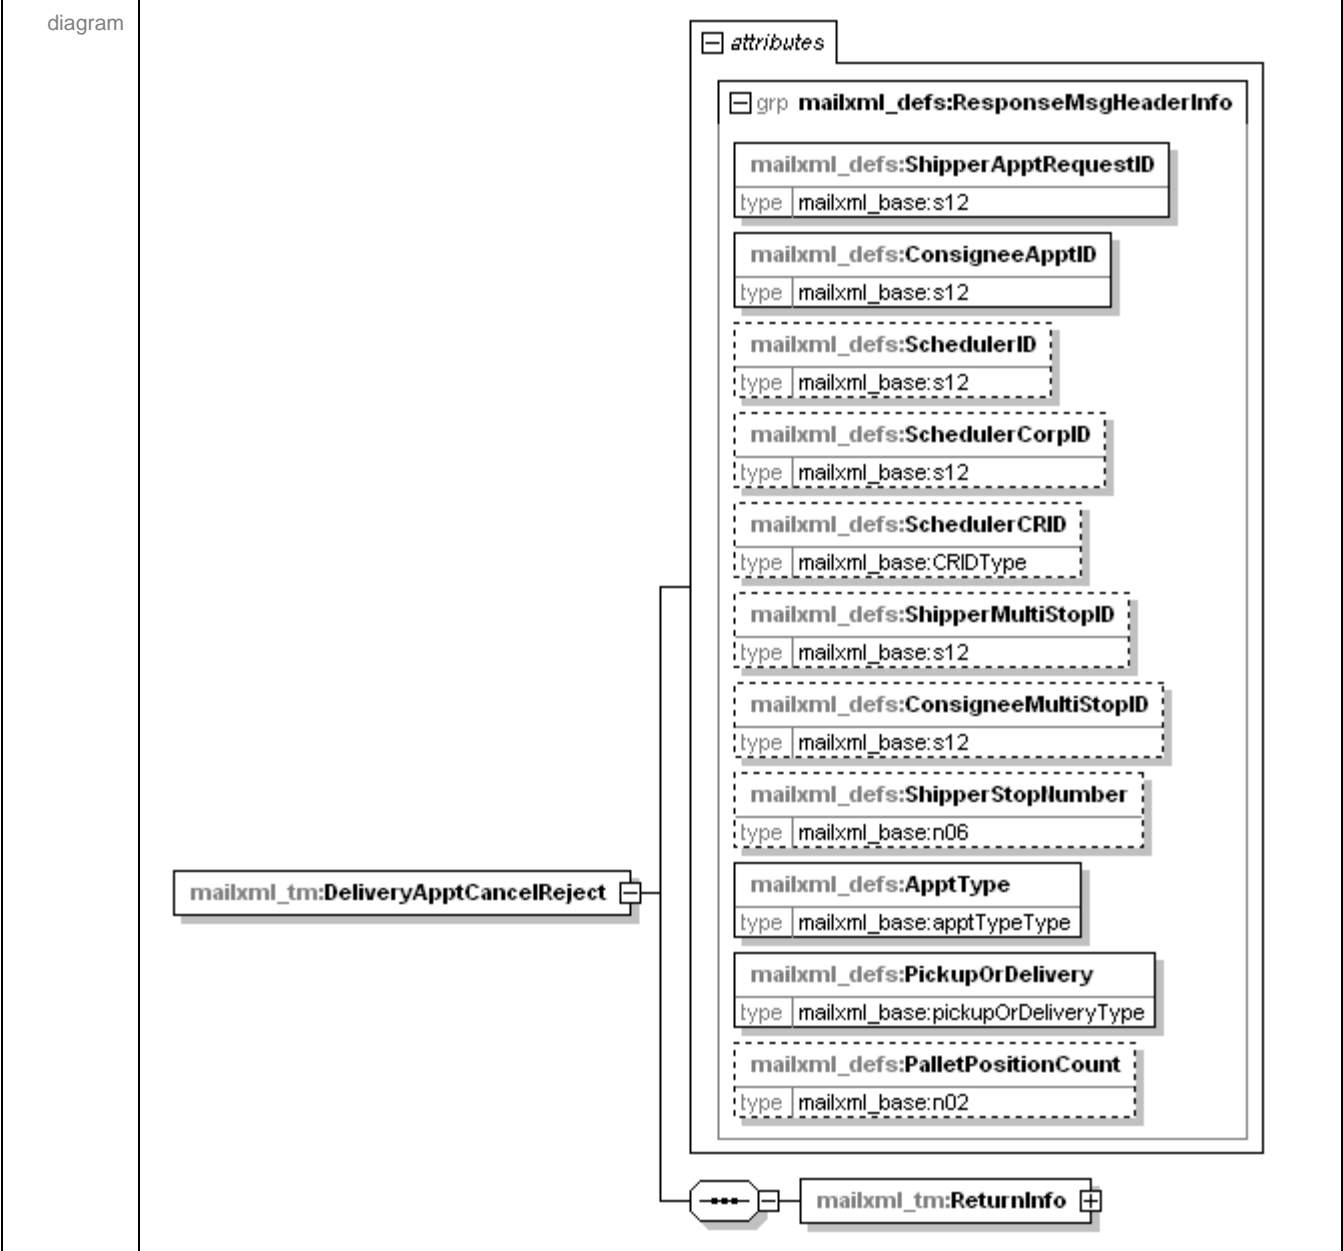 diagram
attributes
grp mailxml_defs:ResponseMsgHeaderInfo
mailxml_defs:ShipperApptRequestID
type mailxml_base:s12
mailxml_defs:ConsigneeApptID
type mailxml_base:s12
mailxml_defs:SchedulerID
type mailxml_base:s12
mailxml_defs:SchedulerCorpID
type mailxml_base:s12
mailxml_defs:SchedulerCRID
type mailxml_base:CRIDType
mailxml_defs:ShipperMultiStopID
type mailxml_base:s12
mailxml_defs:ConsigneeMultiStopID
type mailxml_base:s12
mailxml_defs:ShipperStopNumber
type mailxml_base:n06
mailxml_tm:DeliveryApptCancelReject
mailxml_defs:ApptType
type mailxml_base:apptTypeType
mailxml_defs:PickupOrDelivery
type mailxml_base:pickupOrDeliveryType
mailxml_defs:PalletPositionCount
type mailxml_base:n02
mailxml_tm:ReturnInfo